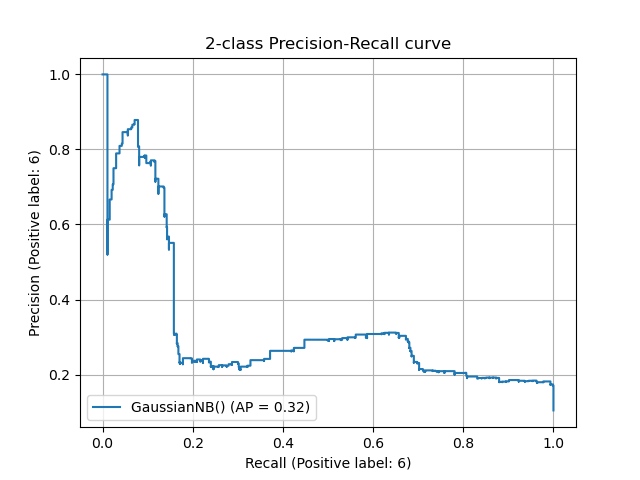 2-class Precision-Recall curve
Precision (Positive label: 6)
1.0
0.8
0.6
0.4
0.2
GaussianNB() (AP = 0.32)
0.0 0.2 0.4 0.6 0.8 1.0
Recall (Positive label: 6)